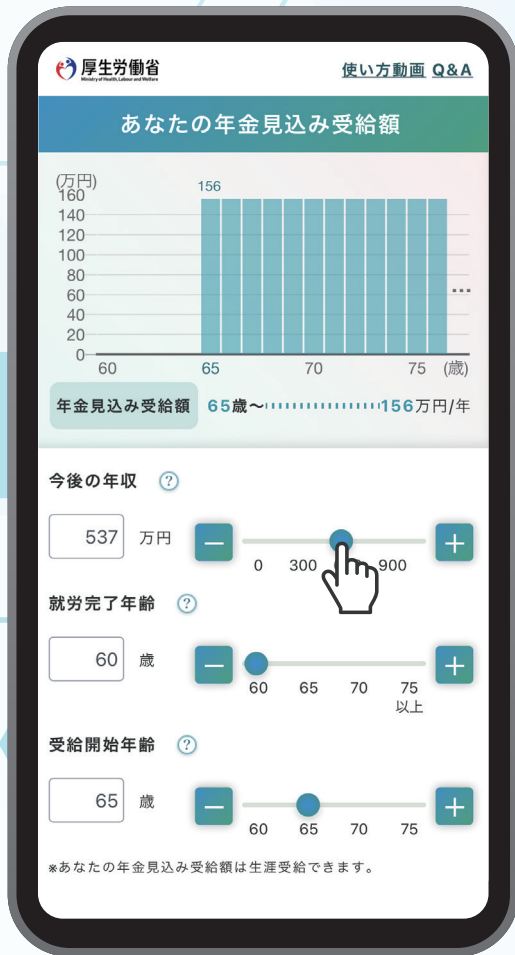 厚生労働省
Ministry of Health, Labour and Welfare
使い方動画 Q&A
あなたの年金見込み受給額
(万円)
160
156
140
120
100
80
60
40
20
0
...
60 65 70 75 (歳)
年金見込み受給額 65歳〜156万円/年
今後の年収 ?
537 万円 − +
0 300 900
就労完了年齢 ?
60 歳 − +
60 65 70 75
以上
受給開始年齢 ?
65 歳 − +
60 65 70 75
※あなたの年金見込み受給額は生涯受給できます。